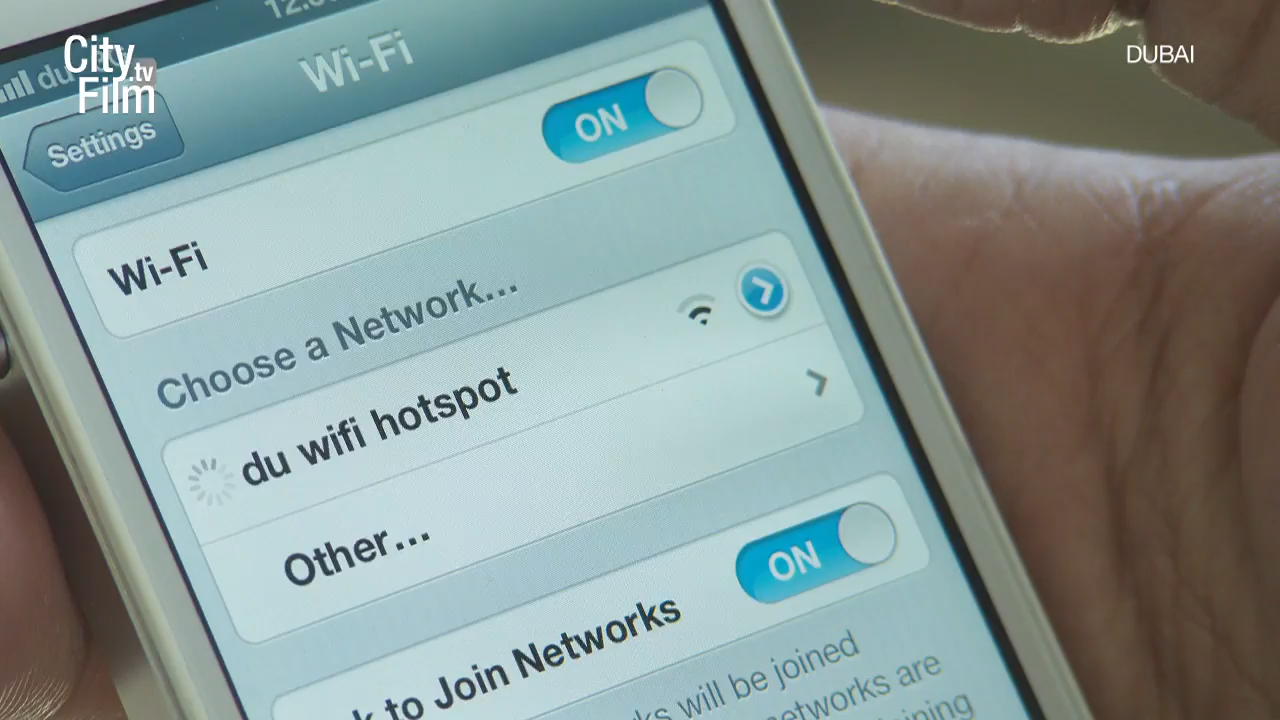 City
.tv
Film
DUBAI
du
Wi-Fi
Settings
ON
Wi-Fi
Choose a Network...
du wifi hotspot
Other...
ON
to Join Networks
will be joined
networks are